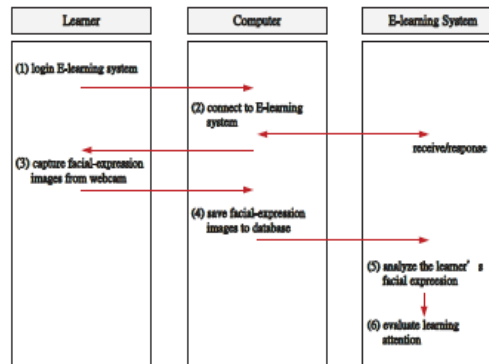 Learner
Computer
E-learning System
(1) login E-learning system
(2) connect to E-learning
system
receive/response
(3) capture facial-expression
images from webcam
(4) save facial-expression
images to database
(5) analyze the learner’ s
facial expreesion
(6) evaluate learning
attention